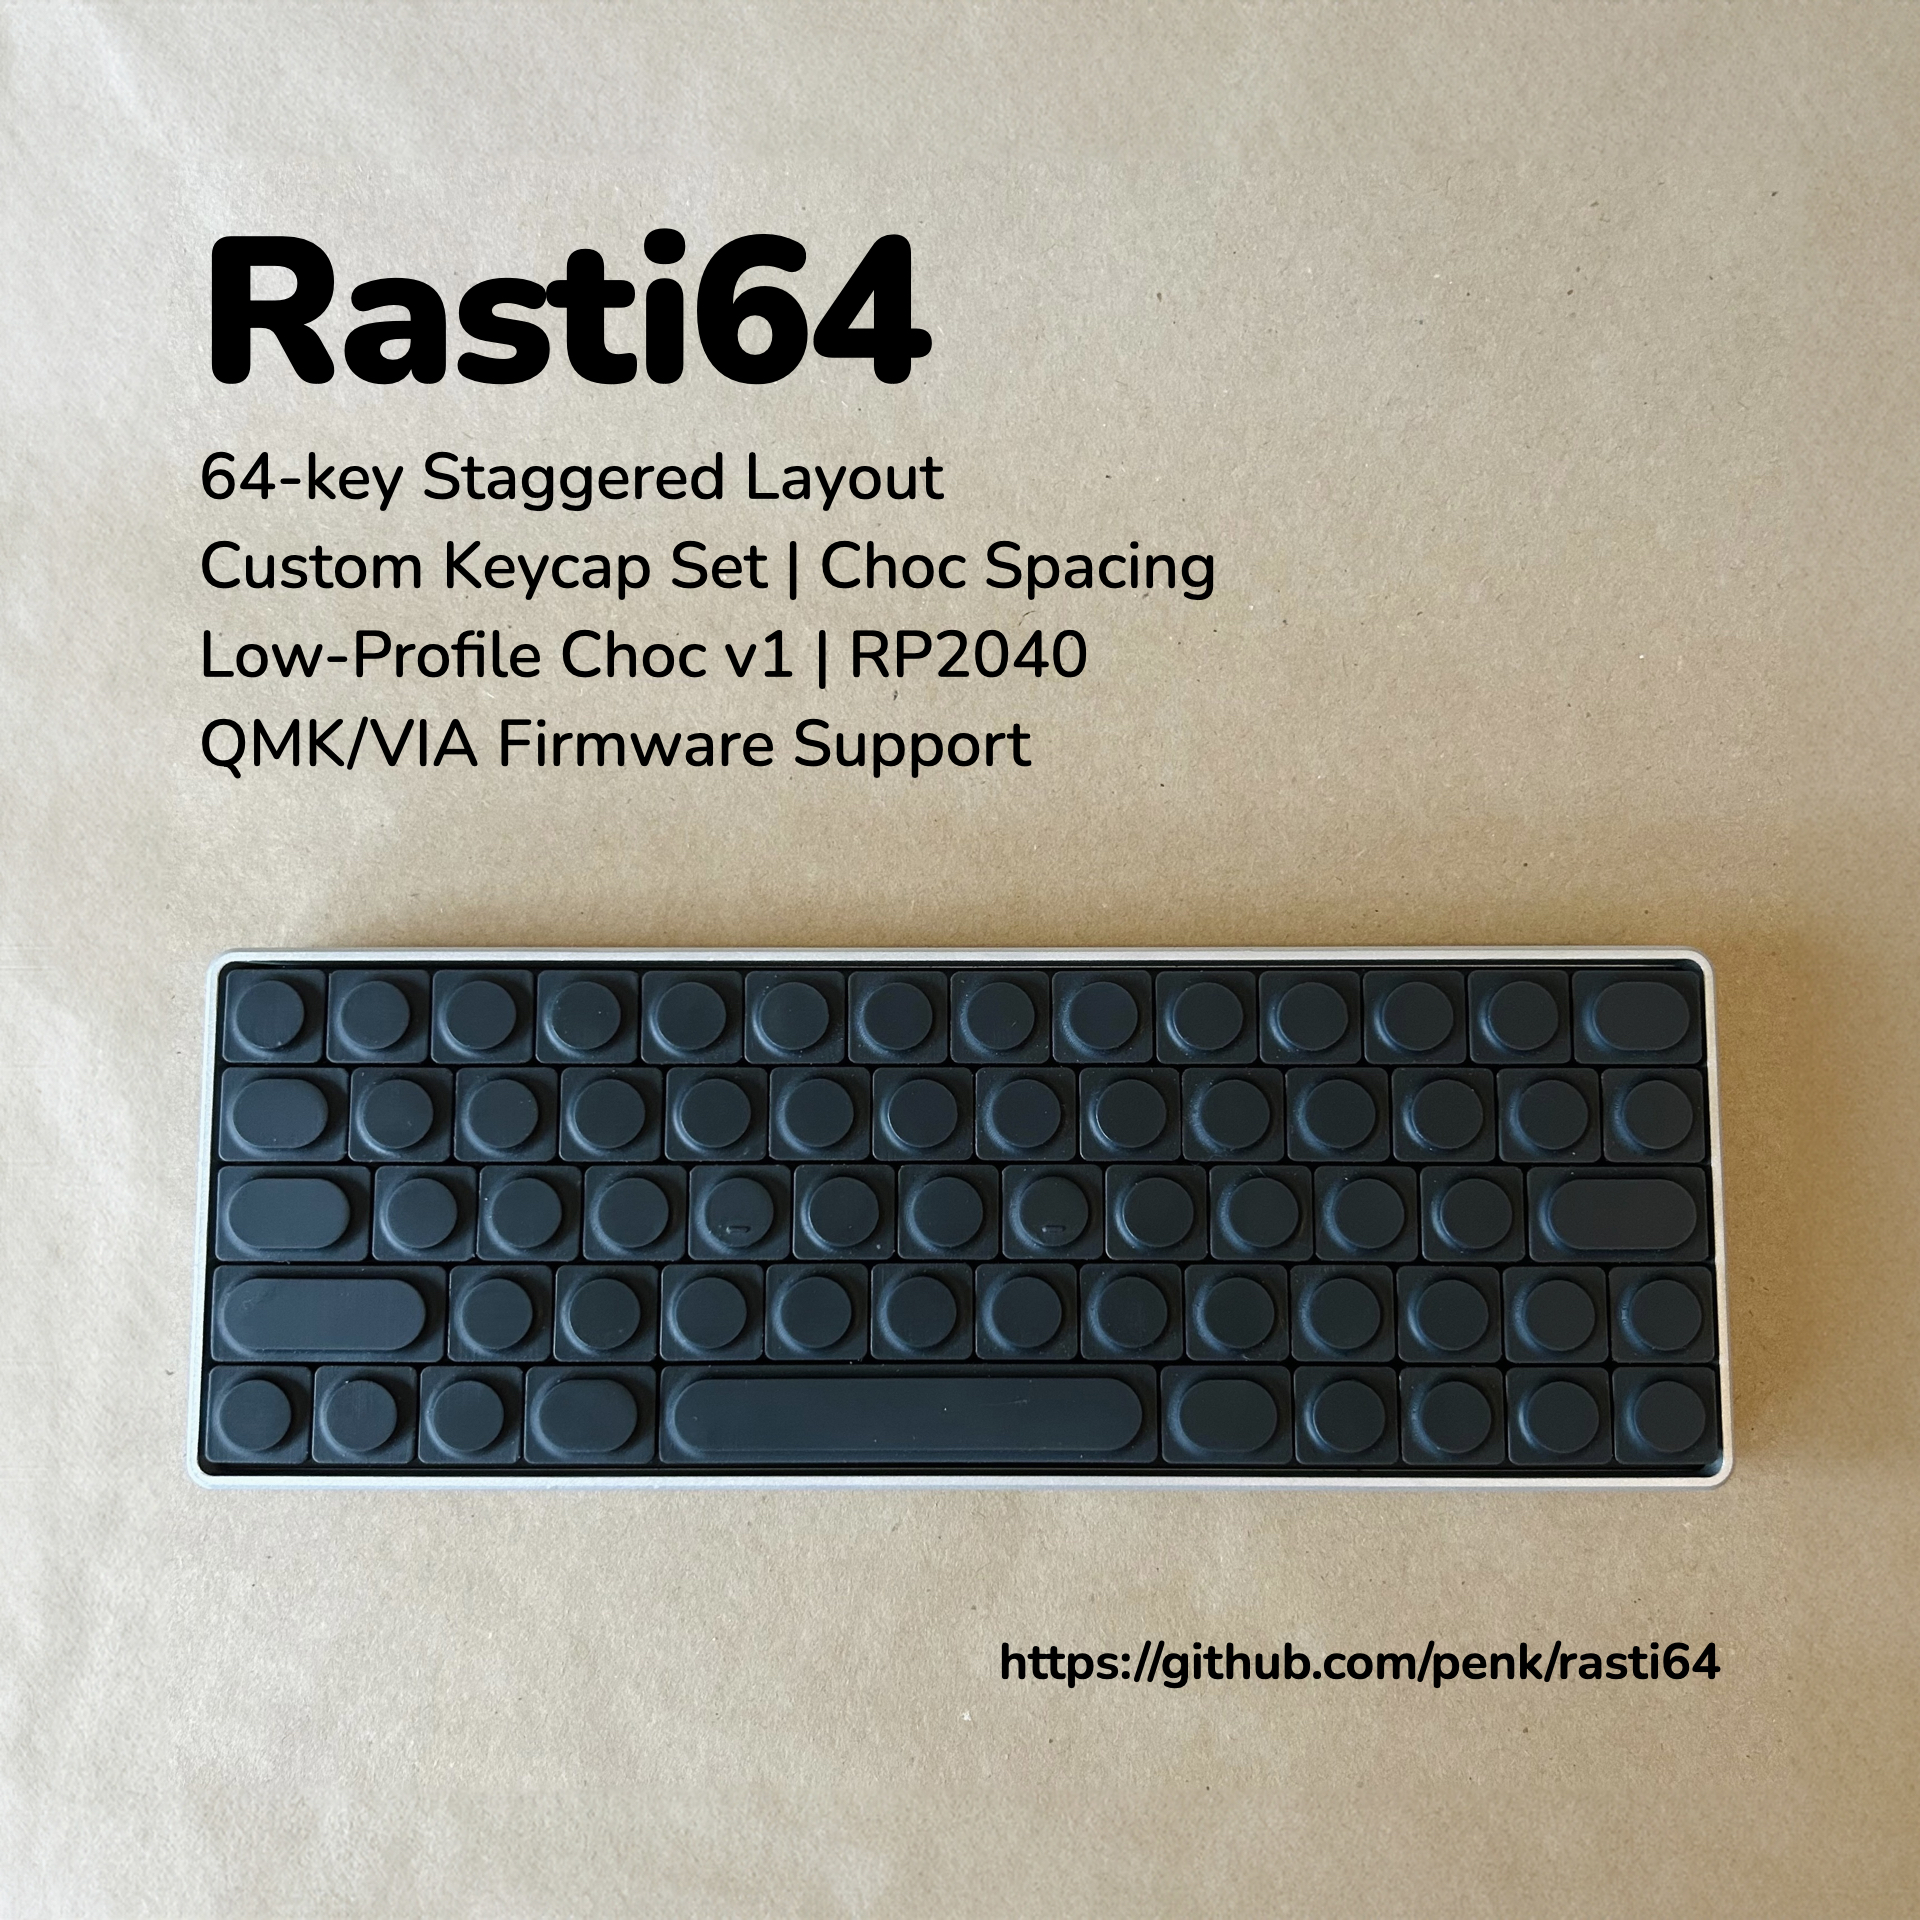 Rasti64
64-key Staggered Layout
Custom Keycap Set | Choc Spacing
Low-Profile Choc v1 | RP2040
QMK/VIA Firmware Support
https://github.com/penk/rasti64